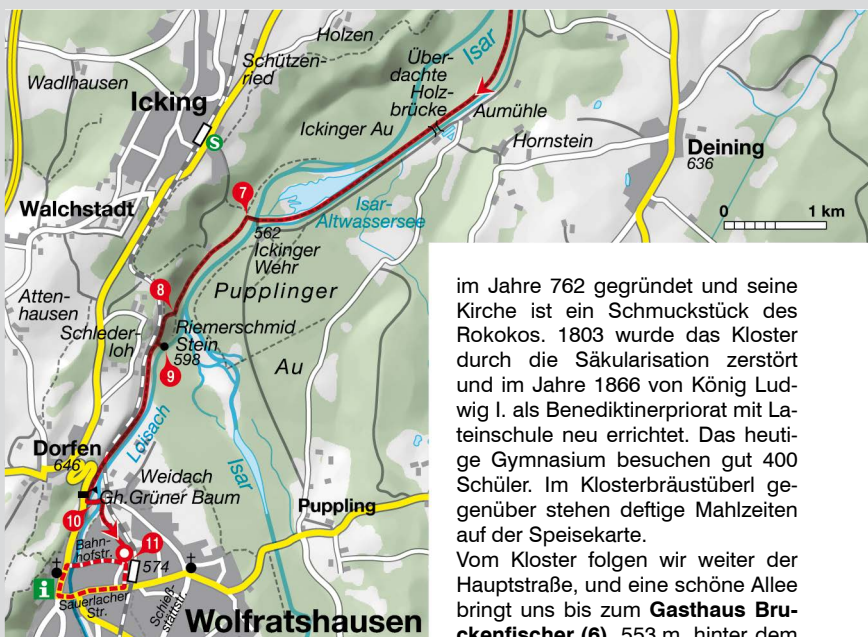 Holzen
Schützen-
ried
Über-
dachte
Holz-
brücke
Isar
Wadlhausen
Icking
Ickinger Au
Aumühle
Hornstein
Deining
636
S
7
Walchstadt
Isar-
Altwassersee
0 1 km
562
Ickinger
Wehr
8
Pupplinger
Atten-
hausen
Schleder-
loh
Riemerschmid
Stein
598
9
Au
Loisach
Dorfen
646
Weidach
Gh.Grüner Baum
Isar
Puppling
10
11
Bahn-
hofstr.
574
i
Sauerlacher
Str.
Schieß-
stättstr.
Wolfratshausen
im Jahre 762 gegründet und seine
Kirche ist ein Schmuckstück des
Rokokos. 1803 wurde das Kloster
durch die Säkularisation zerstört
und im Jahre 1866 von König Lud-
wig I. als Benediktinerpriorat mit La-
teinschule neu errichtet. Das heuti-
ge Gymnasium besuchen gut 400
Schüler. Im Klosterbräustüberl ge-
genüber stehen deftige Mahlzeiten
auf der Speisekarte.
Vom Kloster folgen wir weiter der
Hauptstraße, und eine schöne Allee
bringt uns bis zum Gasthaus Bru-
ckenfischer (6), 553 m, hinter dem